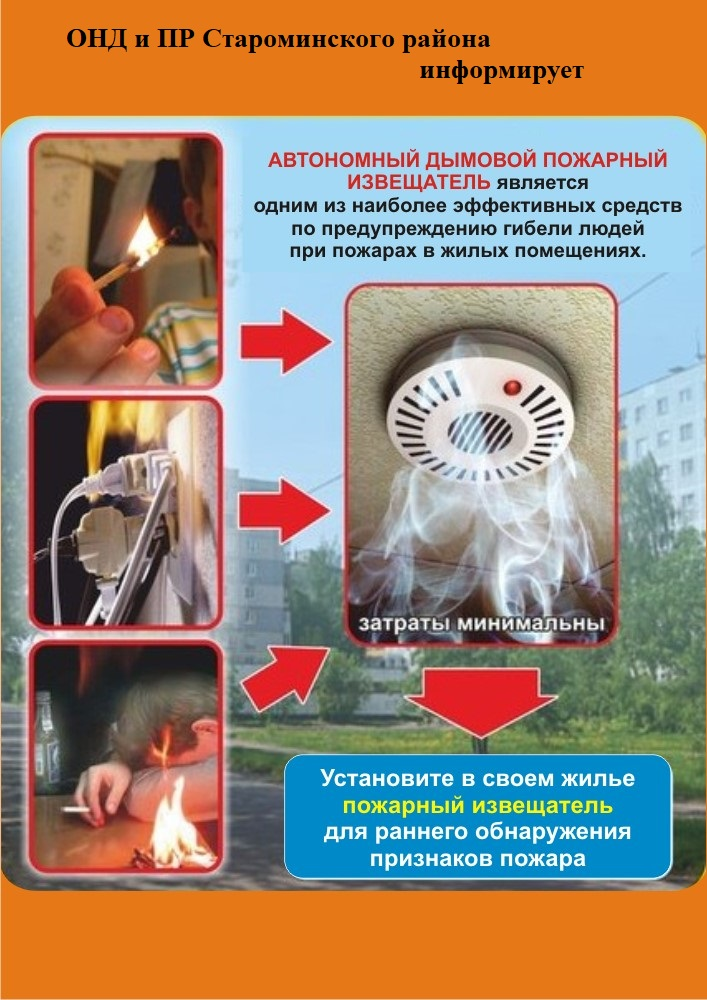 ОНД и ПР Староминского района
информирует
АВТОНОМНЫЙ ДЫМОВОЙ ПОЖАРНЫЙ
ИЗВЕЩАТЕЛЬ является
одним из наиболее эффективных средств
по предупреждению гибели людей
при пожарах в жилых помещениях.
затраты минимальны
Установите в своем жилье
пожарный извещатель
для раннего обнаружения
признаков пожара